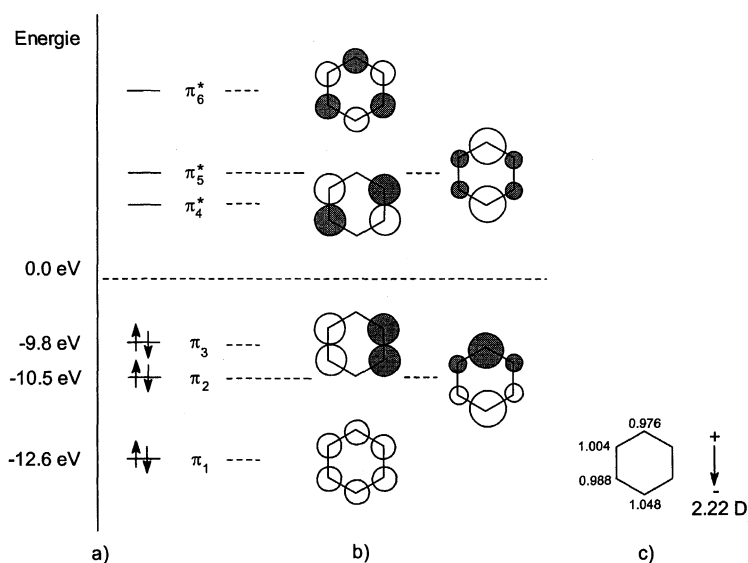 Energie
π6*
π5*
π4*
0.0 eV
-9.8 eV
π3
-10.5 eV
π2
-12.6 eV
π1
0.976
1.004
0.988
1.048
+
-
2.22 D
a)
b)
c)